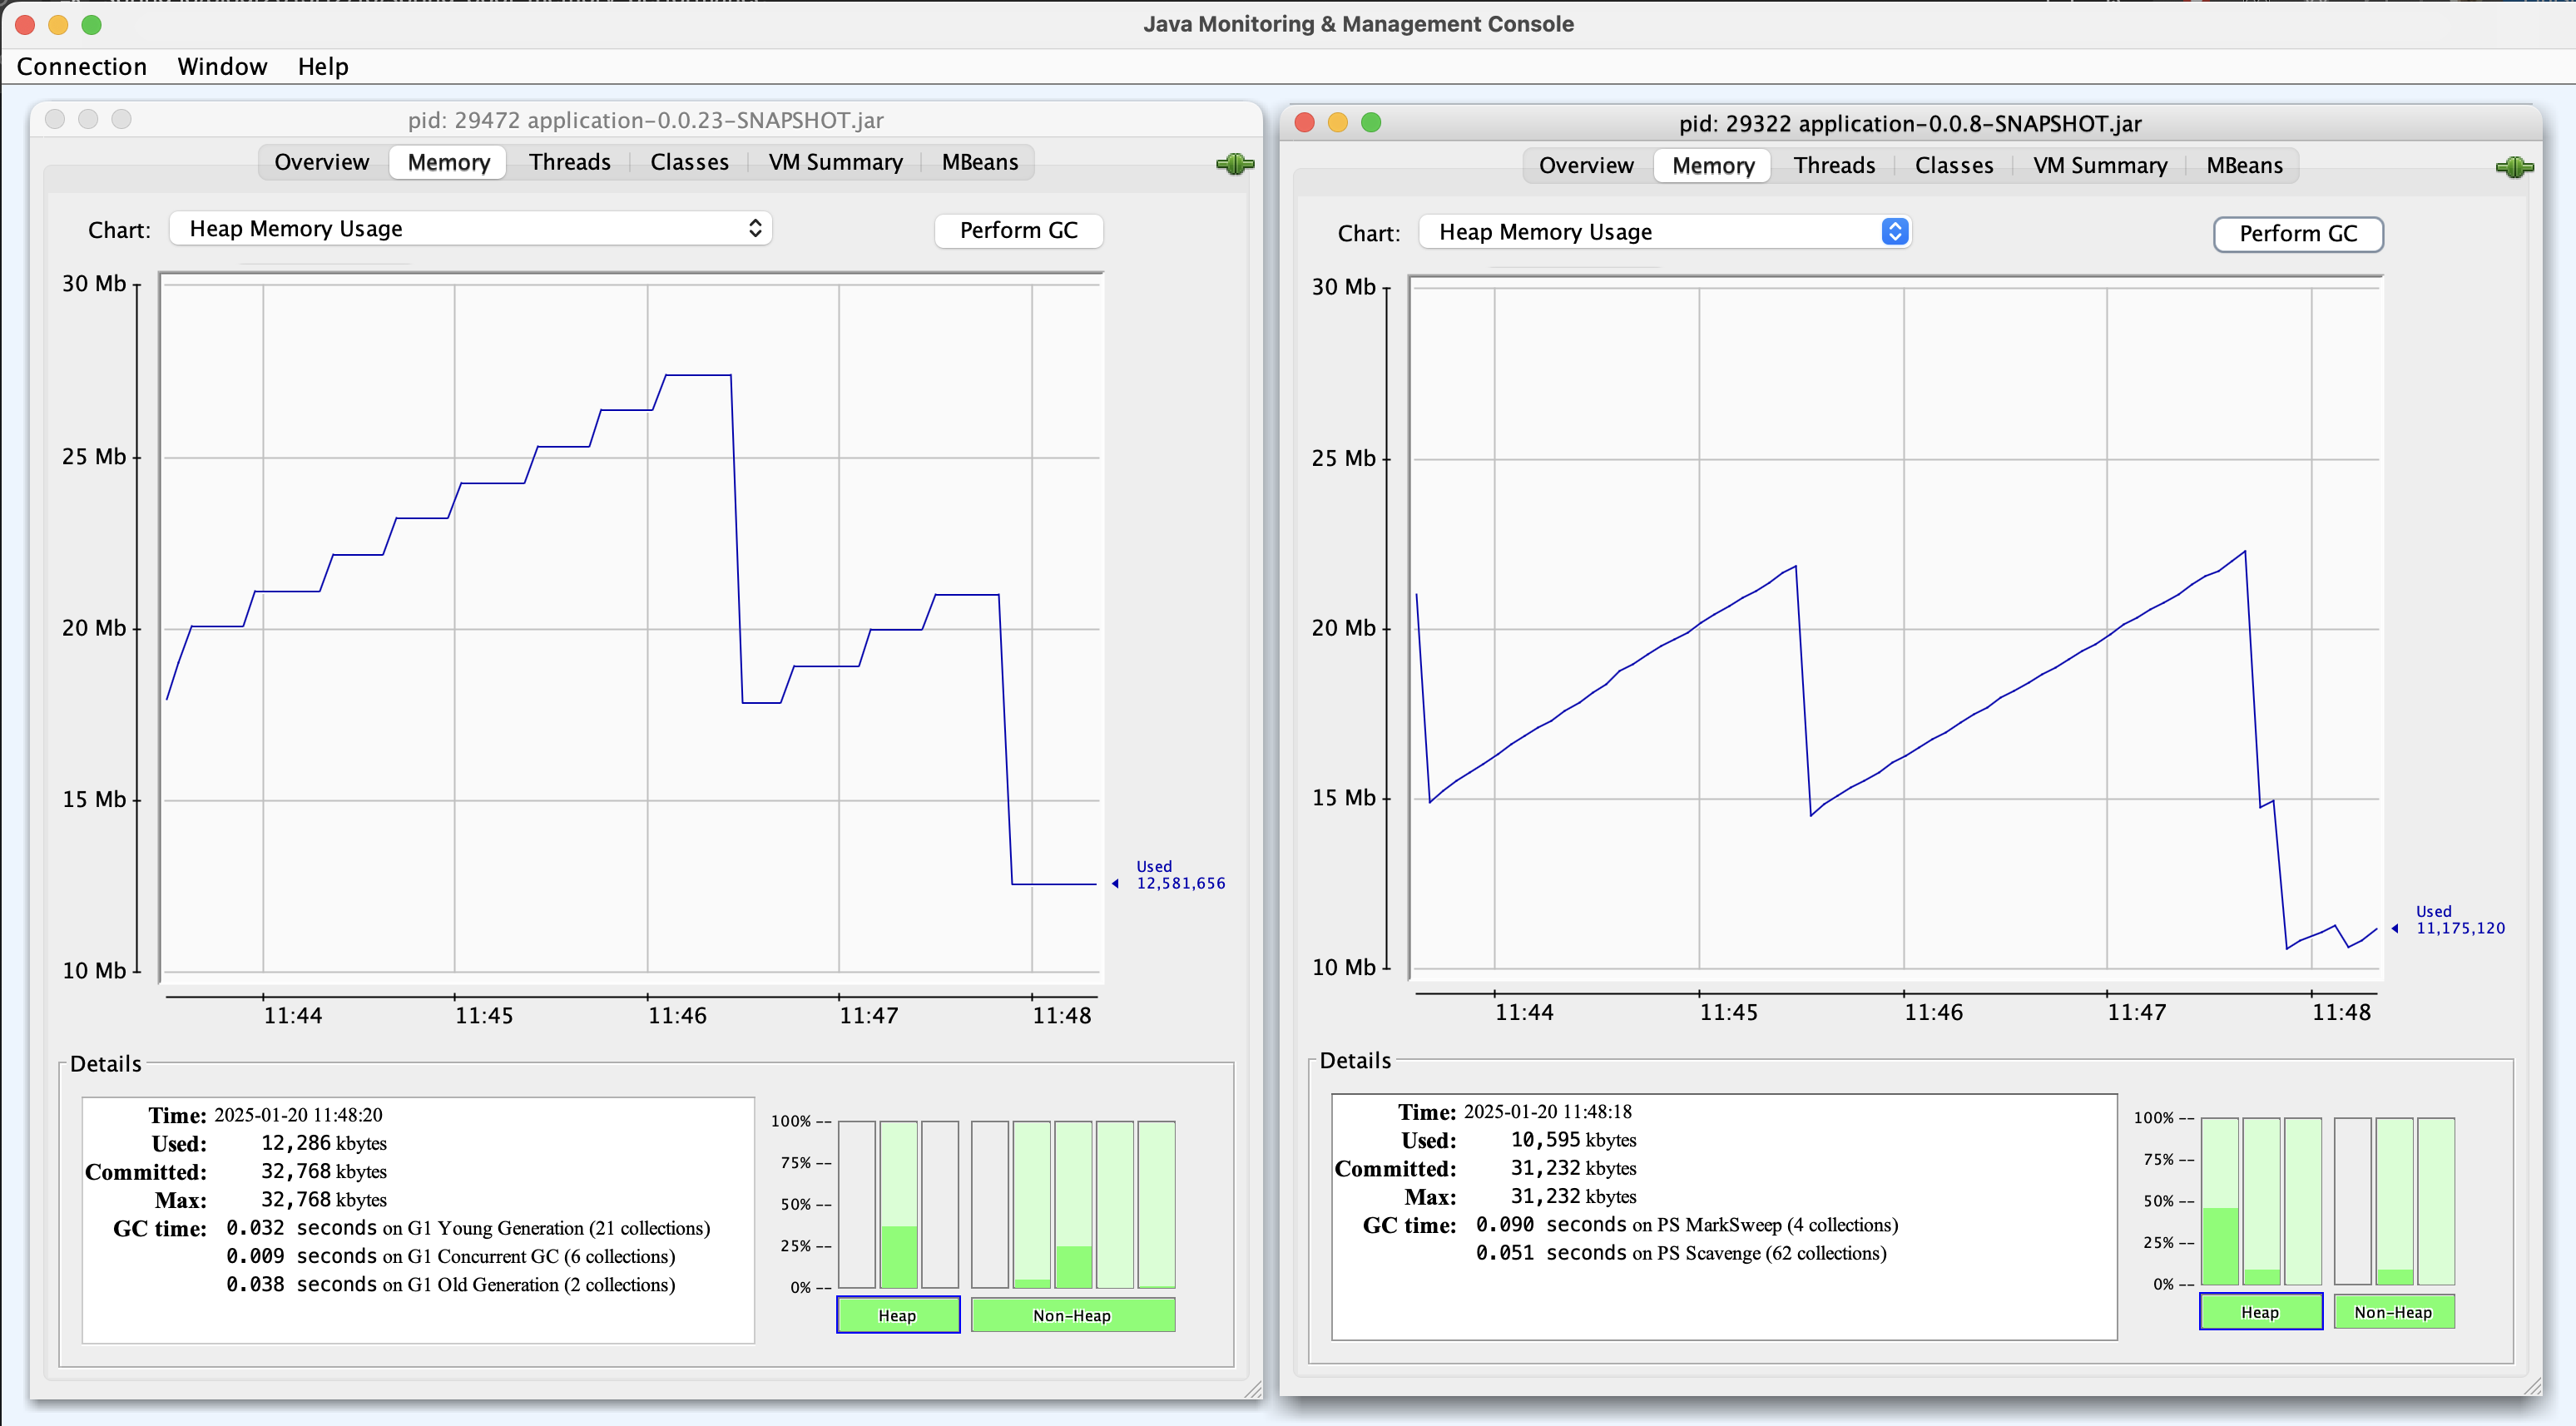 Java Monitoring & Management Console
Connection Window Help
pid: 29472 application-0.0.23-SNAPSHOT.jar
Overview Memory Threads Classes VM Summary MBeans
Chart: Heap Memory Usage Perform GC
30 Mb
25 Mb
20 Mb
15 Mb
10 Mb
Used
12,581,656
11:44 11:45 11:46 11:47 11:48
Details
Time: 2025-01-20 11:48:20
Used: 12,286 kbytes
Committed: 32,768 kbytes
Max: 32,768 kbytes
GC time: 0.032 seconds on G1 Young Generation (21 collections)
0.009 seconds on G1 Concurrent GC (6 collections)
0.038 seconds on G1 Old Generation (2 collections)
100% --
75% --
50% --
25% --
0% --
Heap Non-Heap
pid: 29322 application-0.0.8-SNAPSHOT.jar
Overview Memory Threads Classes VM Summary MBeans
Chart: Heap Memory Usage Perform GC
30 Mb
25 Mb
20 Mb
15 Mb
10 Mb
Used
11,175,120
11:44 11:45 11:46 11:47 11:48
Details
Time: 2025-01-20 11:48:18
Used: 10,595 kbytes
Committed: 31,232 kbytes
Max: 31,232 kbytes
GC time: 0.090 seconds on PS MarkSweep (4 collections)
0.051 seconds on PS Scavenge (62 collections)
100% --
75% --
50% --
25% --
0% --
Heap Non-Heap